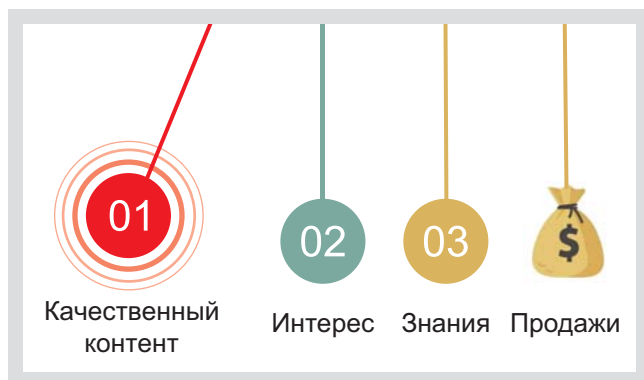 01
02
03
$
Качественный
контент
Интерес
Знания
Продажи